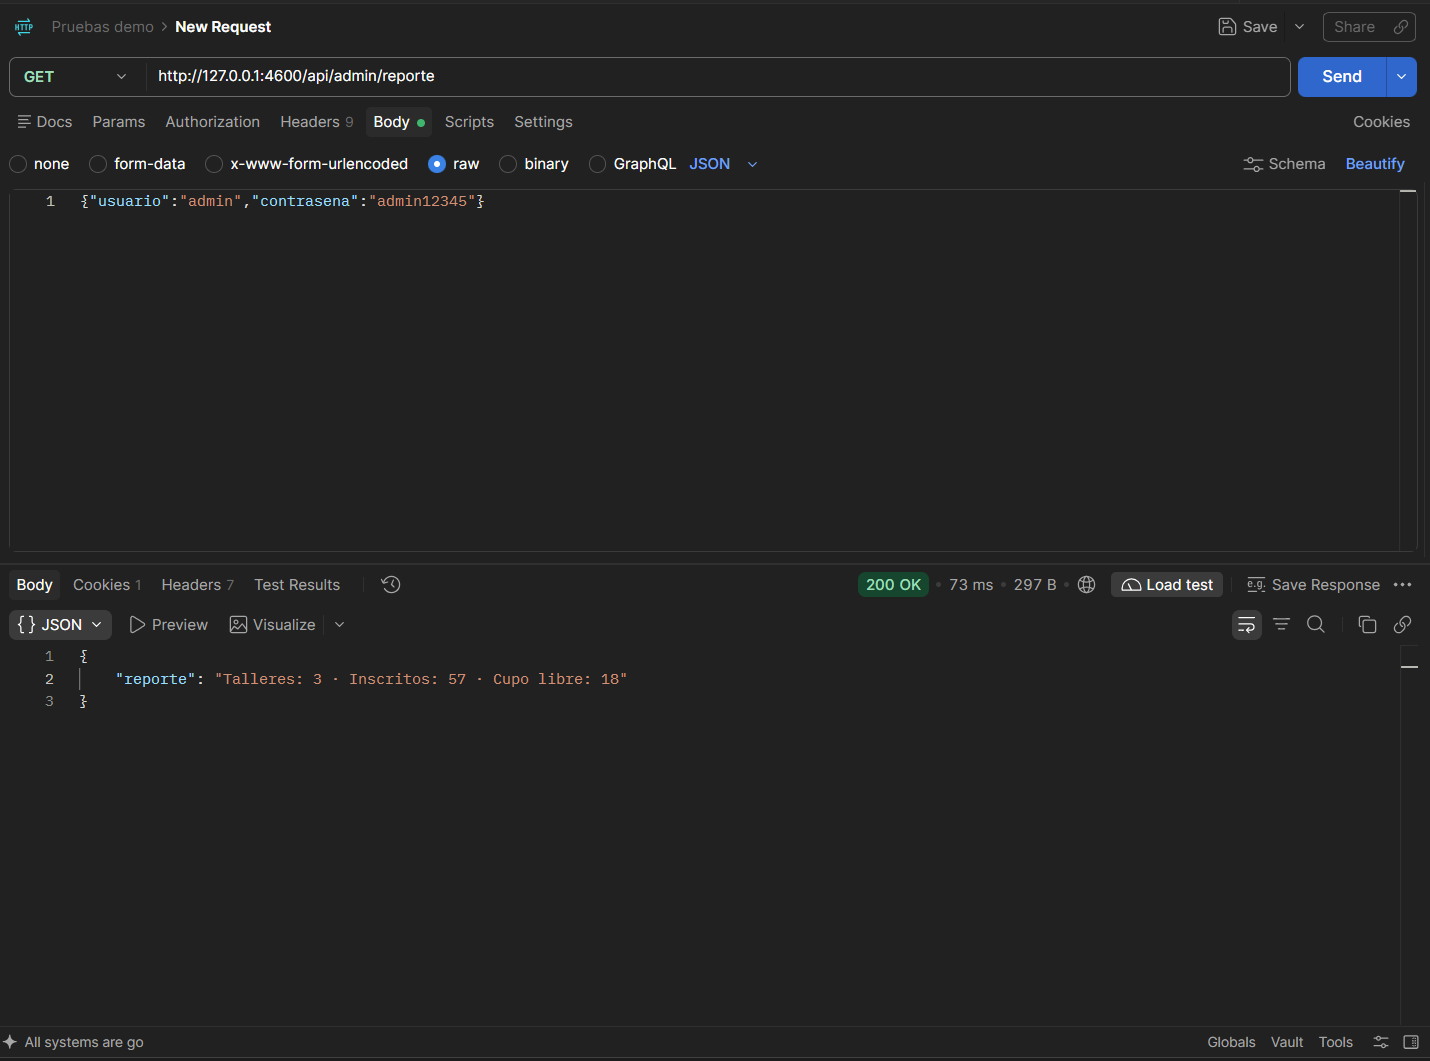 HTTP Pruebas demo > New Request Save Share
GET http://127.0.0.1:4600/api/admin/reporte Send
Docs Params Authorization Headers 9 Body Scripts Settings Cookies
none form-data x-www-form-urlencoded raw binary GraphQL JSON Schema Beautify
1 {"usuario":"admin","contrasena":"admin12345"}
Body Cookies 1 Headers 7 Test Results 200 OK • 73 ms • 297 B • Load test e.g. Save Response
{} JSON Preview Visualize
1 {
2 "reporte": "Talleres: 3 · Inscritos: 57 · Cupo libre: 18"
3 }
All systems are go Globals Vault Tools